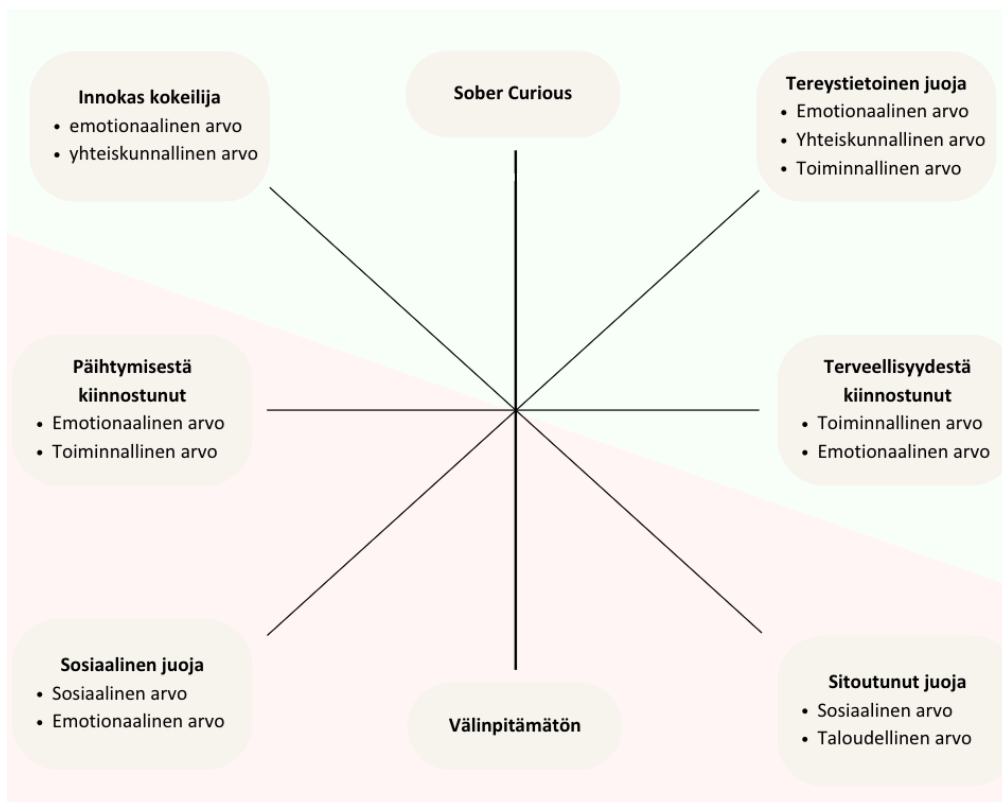 Innokas kokeilija
• emotionaalinen arvo
• yhteiskunnallinen arvo
Sober Curious
Tereystietoinen juoja
• Emotionaalinen arvo
• Yhteiskunnallinen arvo
• Toiminnallinen arvo
Päihtymisestä
kiinnostunut
• Emotionaalinen arvo
• Toiminnallinen arvo
Terveellisyydestä
kiinnostunut
• Toiminnallinen arvo
• Emotionaalinen arvo
Sosiaalinen juoja
• Sosiaalinen arvo
• Emotionaalinen arvo
Välinpitämätön
Sitoutunut juoja
• Sosiaalinen arvo
• Taloudellinen arvo